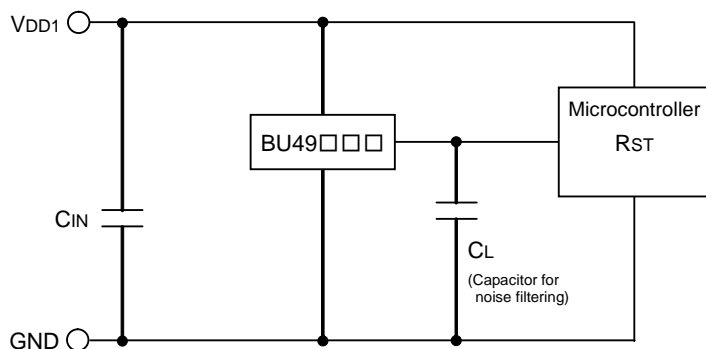 VDD1
BU49□□□
Microcontroller
RST
CIN
CL
(Capacitor for
noise filtering)
GND